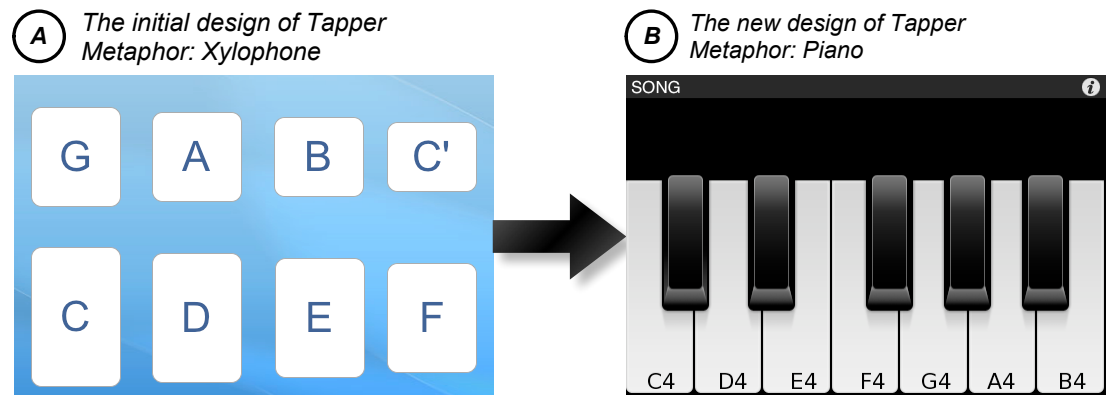 A
The initial design of Tapper
Metaphor: Xylophone
G A B C'
C D E F
B
The new design of Tapper
Metaphor: Piano
SONG i
C4 D4 E4 F4 G4 A4 B4